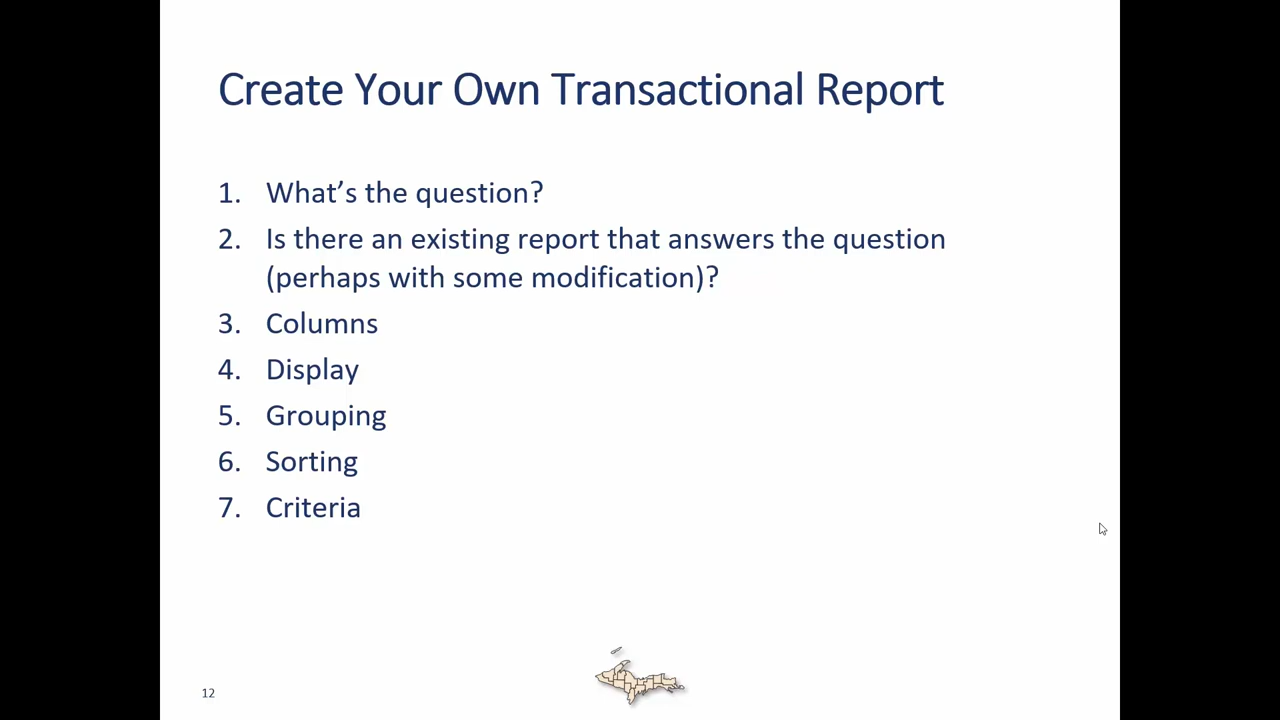 Create Your Own Transactional Report
1. What’s the question?
2. Is there an existing report that answers the question
(perhaps with some modification)?
3. Columns
4. Display
5. Grouping
6. Sorting
7. Criteria
12